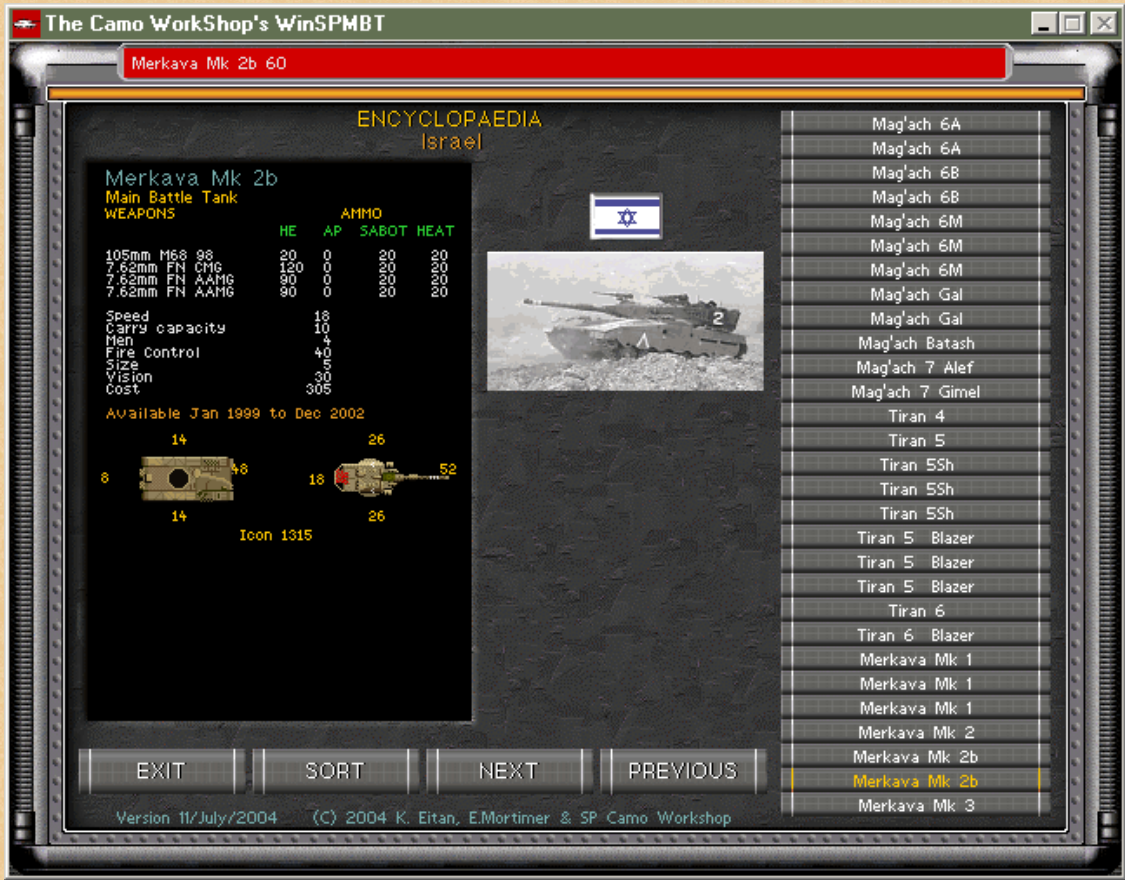 The Camo WorkShop's WinSPMBT
Merkava Mk 2b 60
ENCYCLOPAEDIA
Israel
Merkava Mk 2b
Main Battle Tank
WEAPONS AMMO
HE AP SABOT HEAT
105mm M68 98 20 0 20 20
7.62mm FN CMG 120 0 20 20
7.62mm FN AAMG 90 0 20 20
7.62mm FN AAMG 90 0 20 20
Speed 18
Carry capacity 10
Men 4
Fire Control 40
Size 5
Vision 30
Cost 305
Available Jan 1999 to Dec 2002
14 26
8 48 18 52
14 26
Icon 1315
2
Mag'ach 6A
Mag'ach 6A
Mag'ach 6B
Mag'ach 6B
Mag'ach 6M
Mag'ach 6M
Mag'ach 6M
Mag'ach Gal
Mag'ach Gal
Mag'ach Batash
Mag'ach 7 Alef
Mag'ach 7 Gimel
Tiran 4
Tiran 5
Tiran 5Sh
Tiran 5Sh
Tiran 5Sh
Tiran 5 Blazer
Tiran 5 Blazer
Tiran 5 Blazer
Tiran 6
Tiran 6 Blazer
Merkava Mk 1
Merkava Mk 1
Merkava Mk 1
Merkava Mk 2
Merkava Mk 2b
Merkava Mk 2b
Merkava Mk 3
EXIT SORT NEXT PREVIOUS
Version 11/July/2004 (C) 2004 K. Eitan, E.Mortimer & SP Camo Workshop